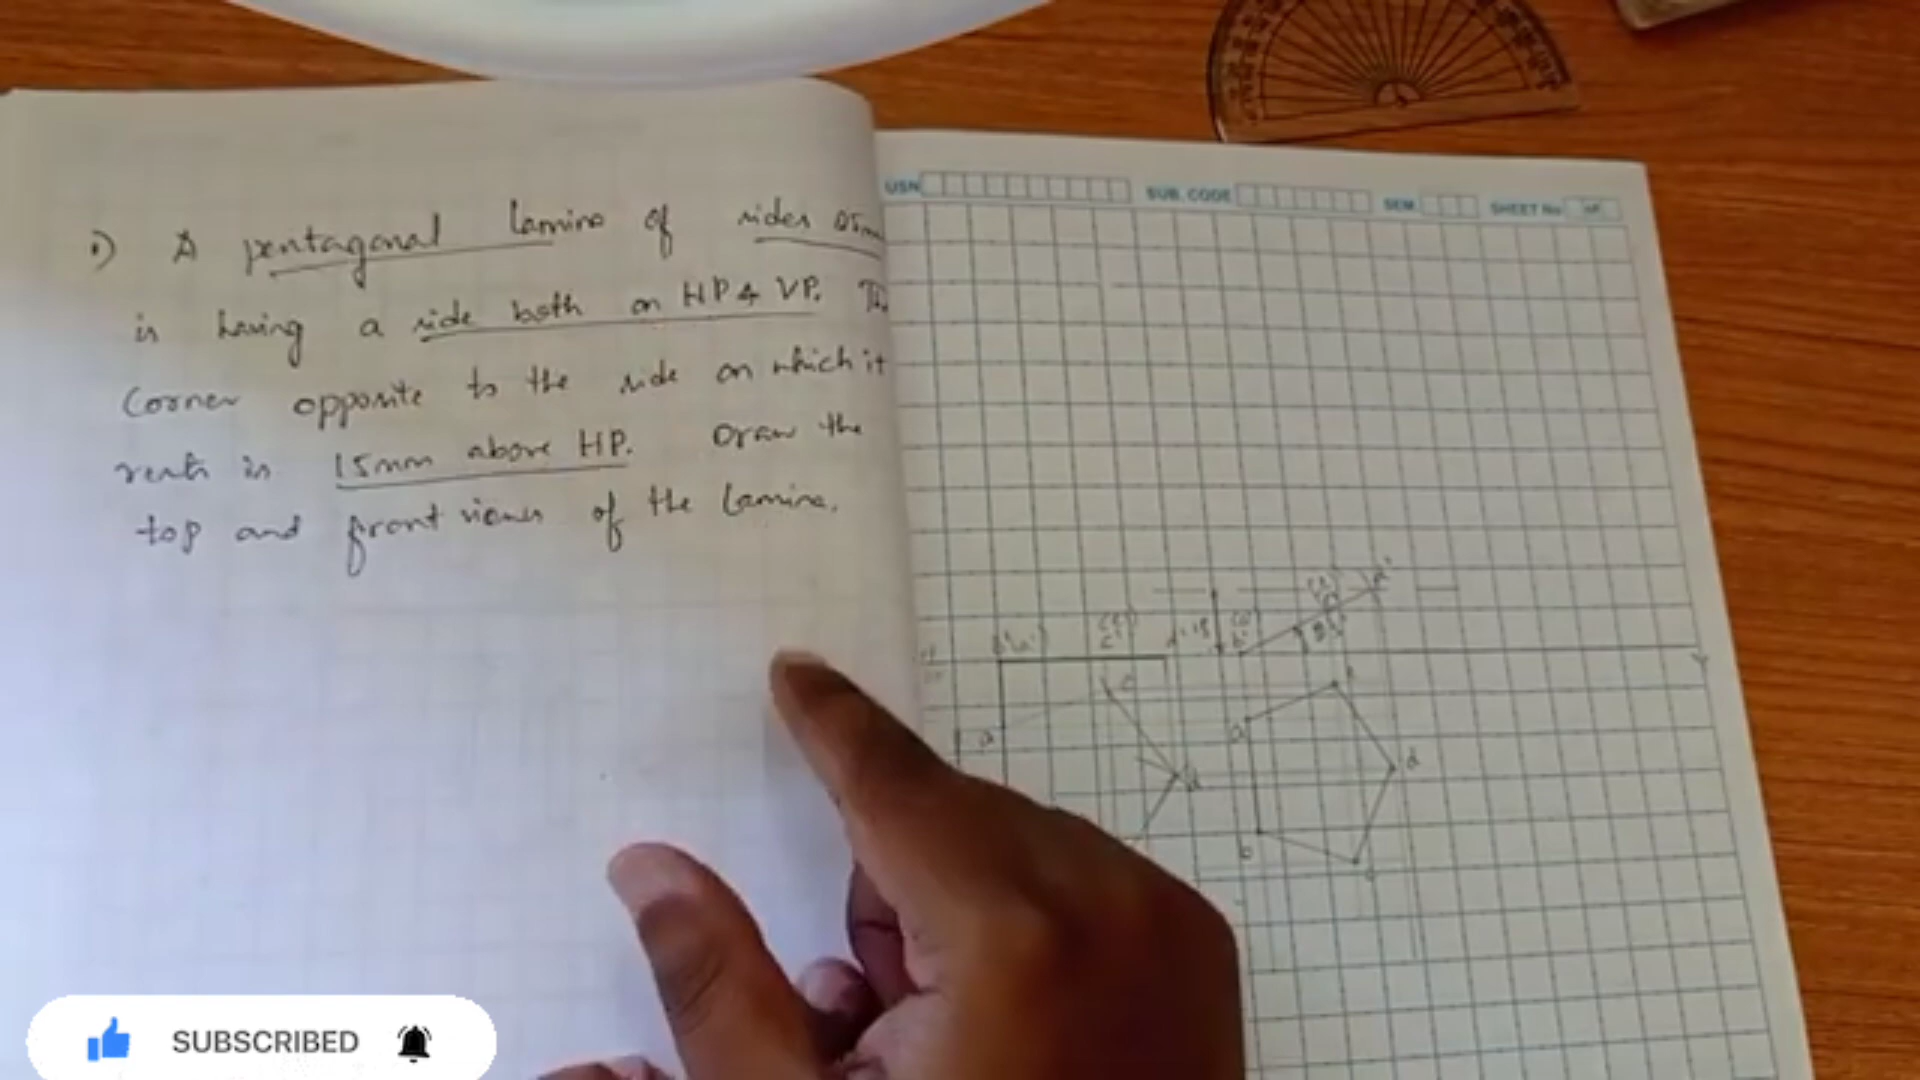 1) A pentagonal lamina of sides 25mm
is having a side both on HP & VP. The
Corner opposite to the side on which it
rests is 15mm above HP. Draw the
top and front views of the lamina.
USN SUB. CODE SEM SHEET No
a
b
a
b
d
SUBSCRIBED